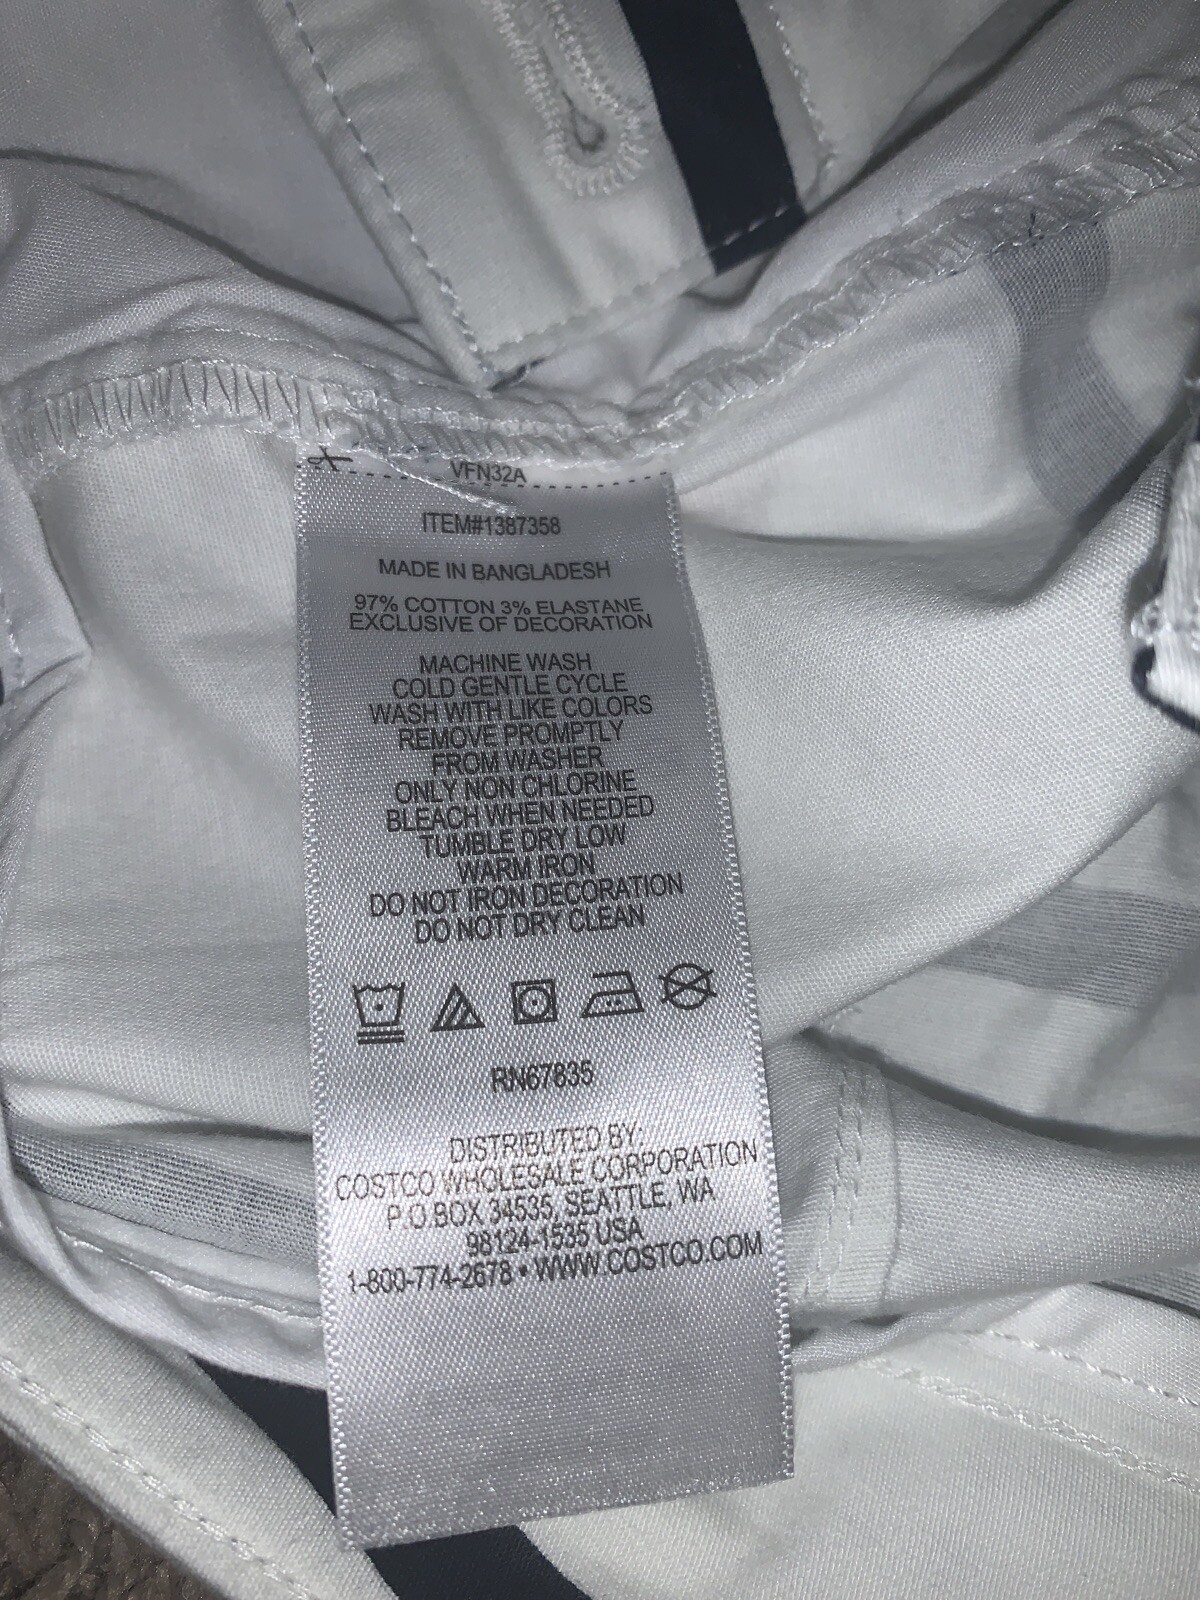 VFN32A
ITEM#1387358
MADE IN BANGLADESH
97% COTTON 3% ELASTANE
EXCLUSIVE OF DECORATION
MACHINE WASH
COLD GENTLE CYCLE
WASH WITH LIKE COLORS
REMOVE PROMPTLY
FROM WASHER
ONLY NON CHLORINE
BLEACH WHEN NEEDED
TUMBLE DRY LOW
WARM IRON
DO NOT IRON DECORATION
DO NOT DRY CLEAN
RN67835
DISTRIBUTED BY:
COSTCO WHOLESALE CORPORATION
P.O.BOX 34535, SEATTLE, WA
98124-1535 USA
1-800-774-2678 • WWW.COSTCO.COM